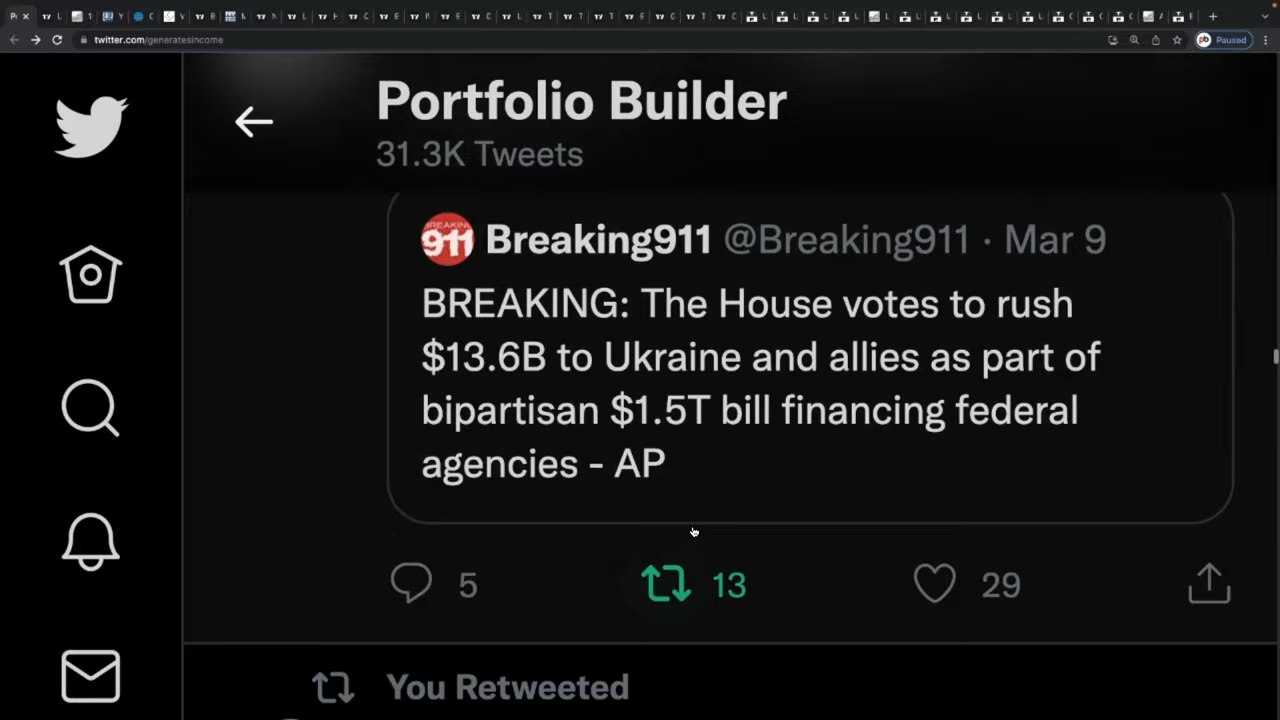 twitter.com/generatesincome
Paused
Portfolio Builder
31.3K Tweets
BREAKING
911
Breaking911 @Breaking911 · Mar 9
BREAKING: The House votes to rush
$13.6B to Ukraine and allies as part of
bipartisan $1.5T bill financing federal
agencies - AP
5
13
29
You Retweeted